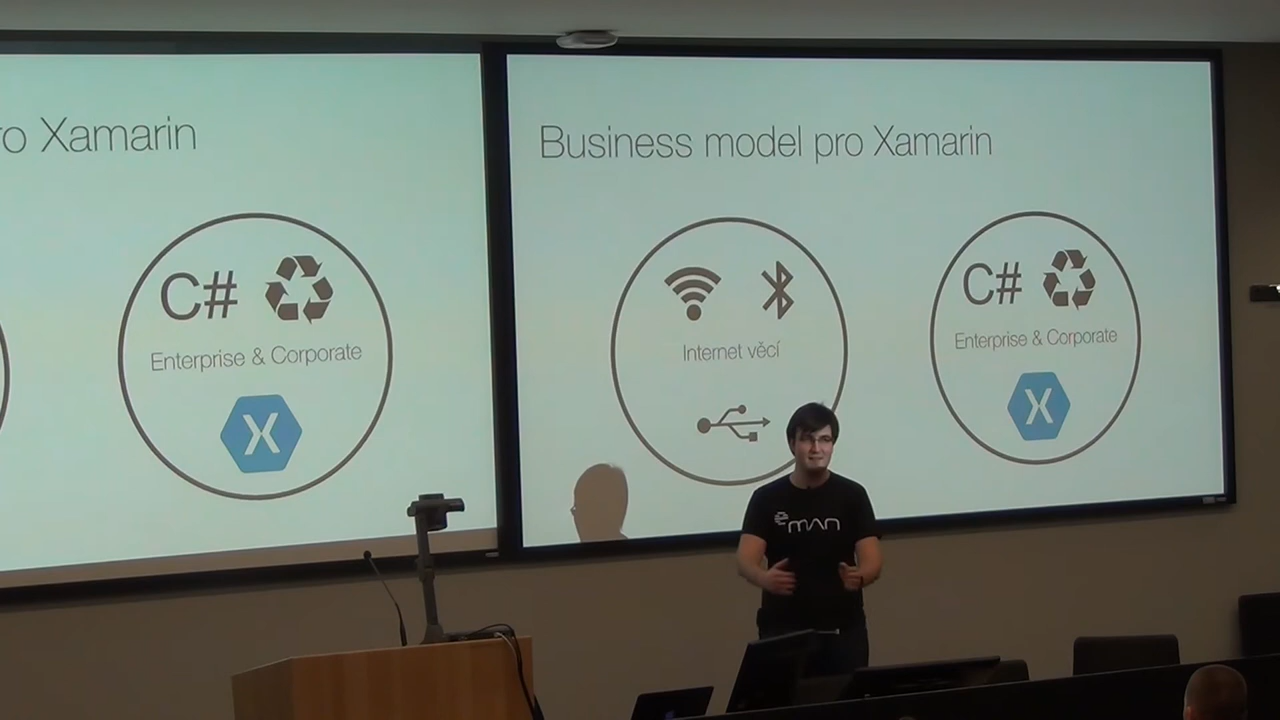 ro Xamarin
C#
Enterprise & Corporate
X
Business model pro Xamarin
Internet věcí
C#
Enterprise & Corporate
X
eman